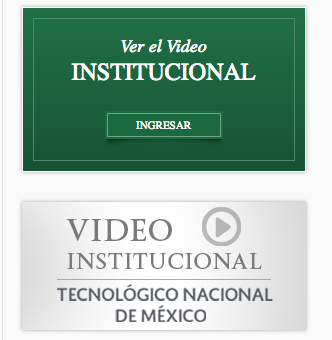 Ver el Video
INSTITUCIONAL
INGRESAR
VIDEO
INSTITUCIONAL
TECNOLÓGICO NACIONAL
DE MÉXICO